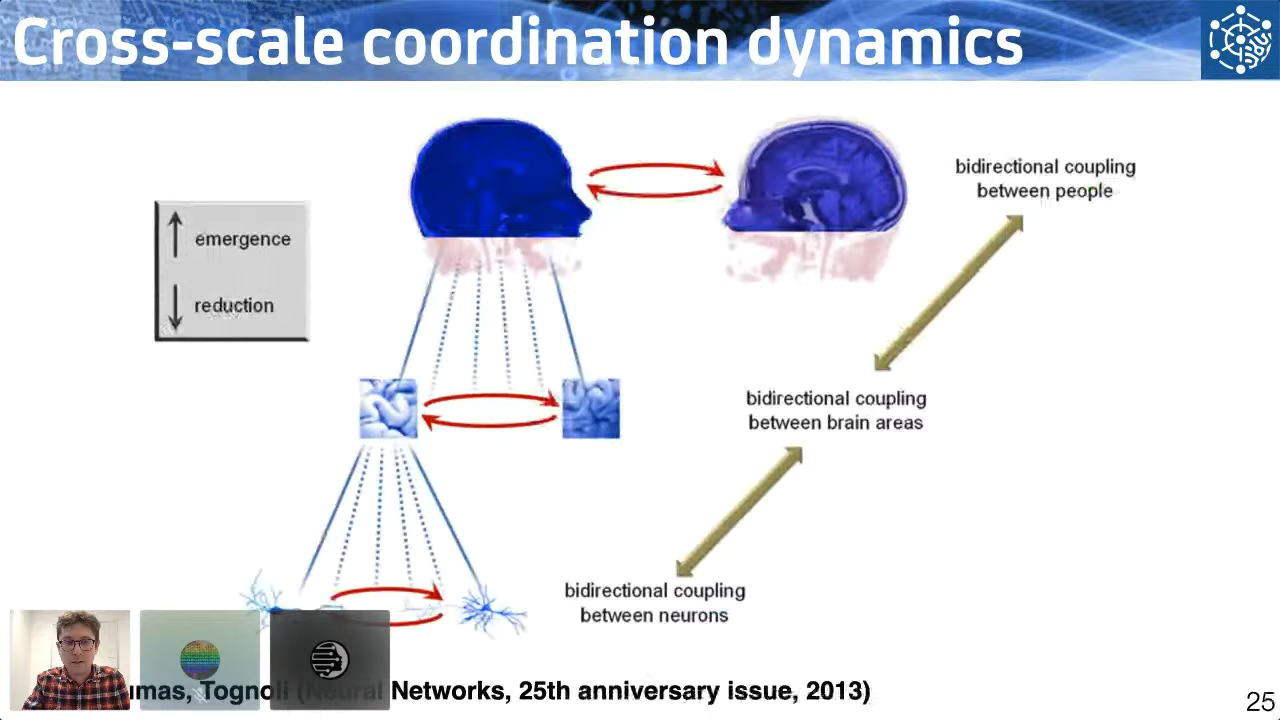 Cross-scale coordination dynamics
bidirectional coupling
between people
emergence
reduction
bidirectional coupling
between brain areas
bidirectional coupling
between neurons
umas, Tognoli (Neural Networks, 25th anniversary issue, 2013)
25